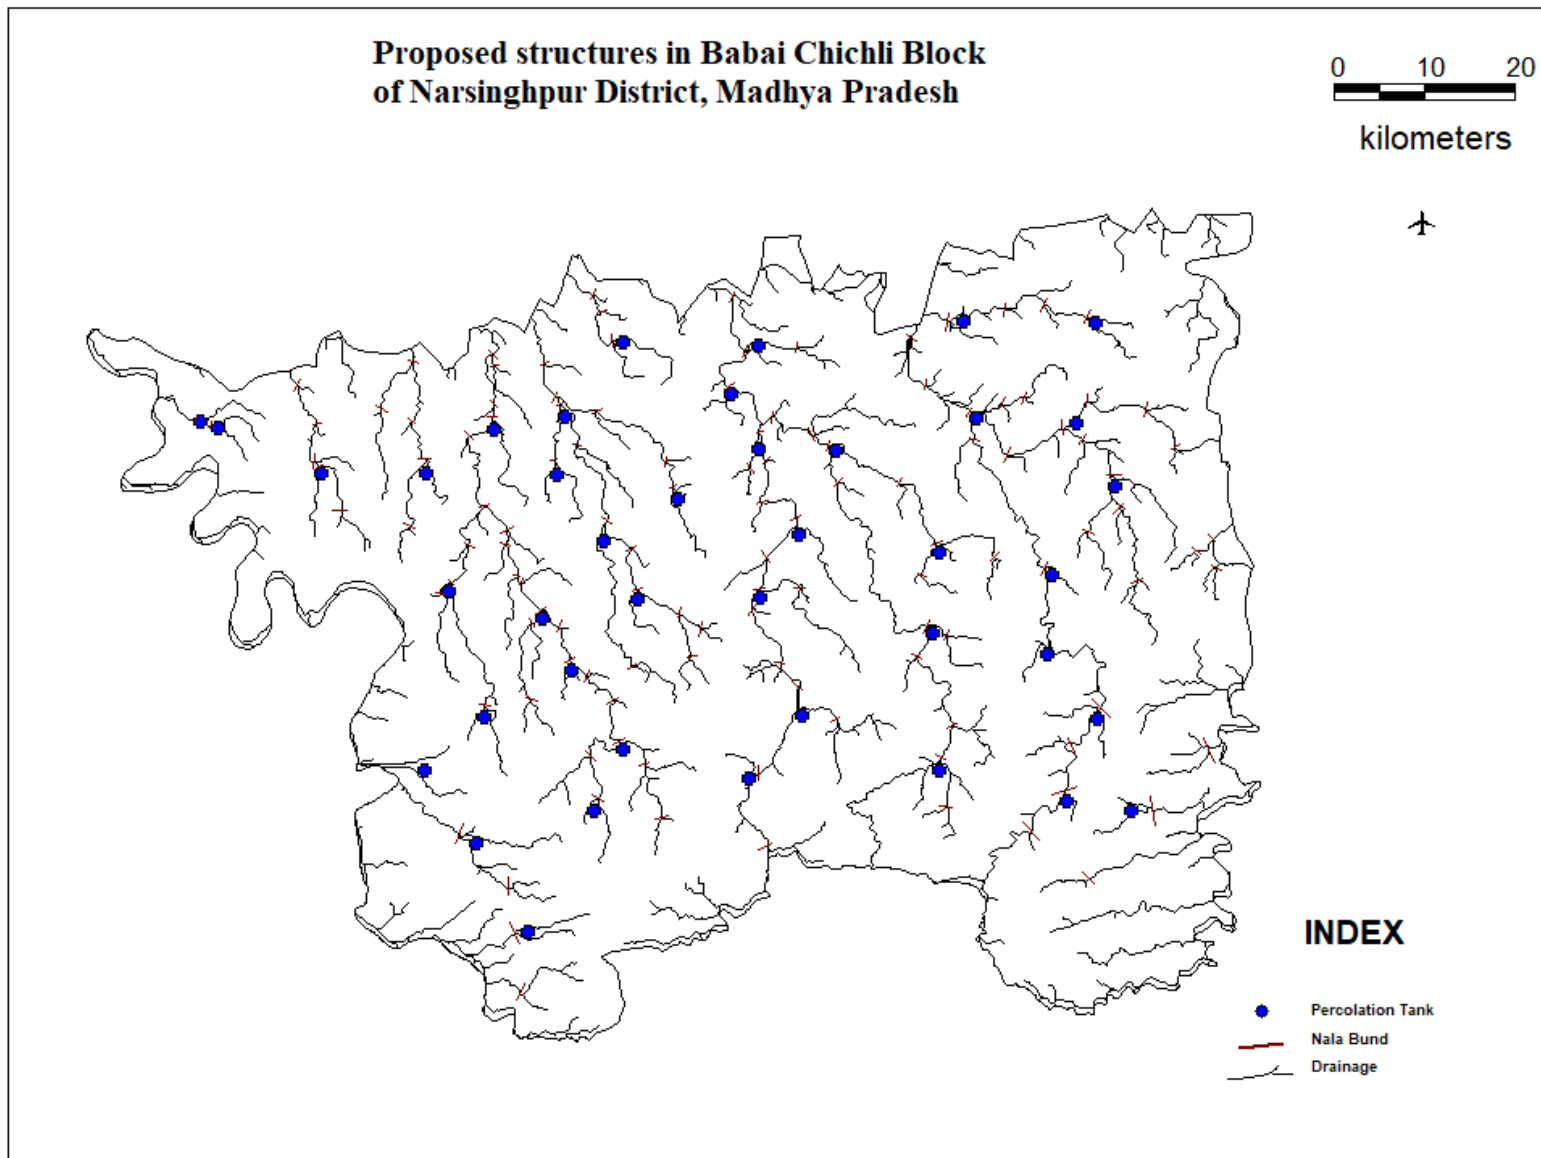 Proposed structures in Babai Chichli Block
of Narsinghpur District, Madhya Pradesh
0 10 20
kilometers
INDEX
Percolation Tank
Nala Bund
Drainage